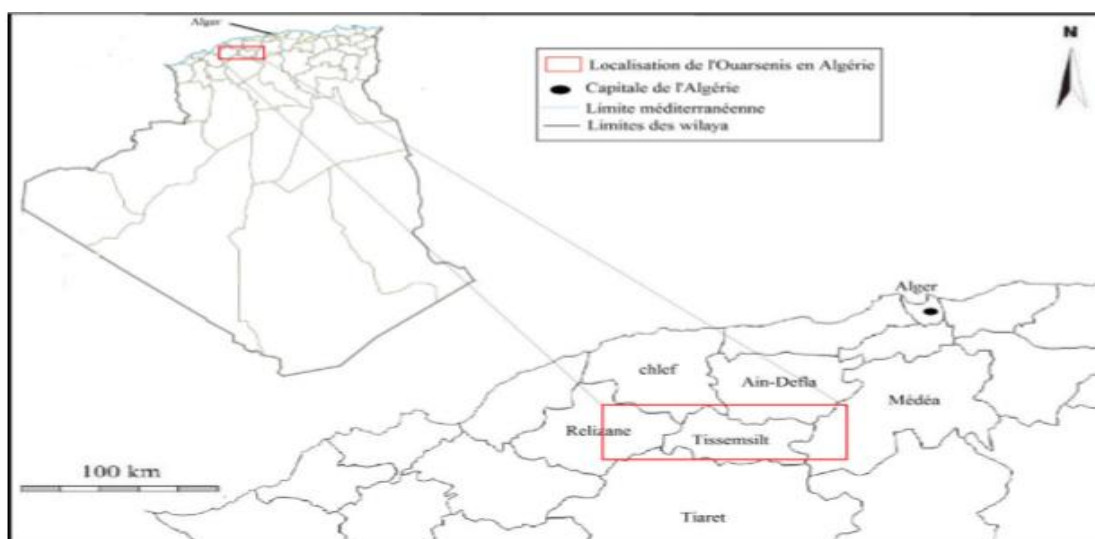 Alger
N
Localisation de l'Ouarsenis en Algérie
Capitale de l'Algérie
Limite méditerranéenne
Limites des wilaya
Alger
chlef
Ain-Defla
Médéa
Relizane
Tissemsilt
100 km
Tiaret